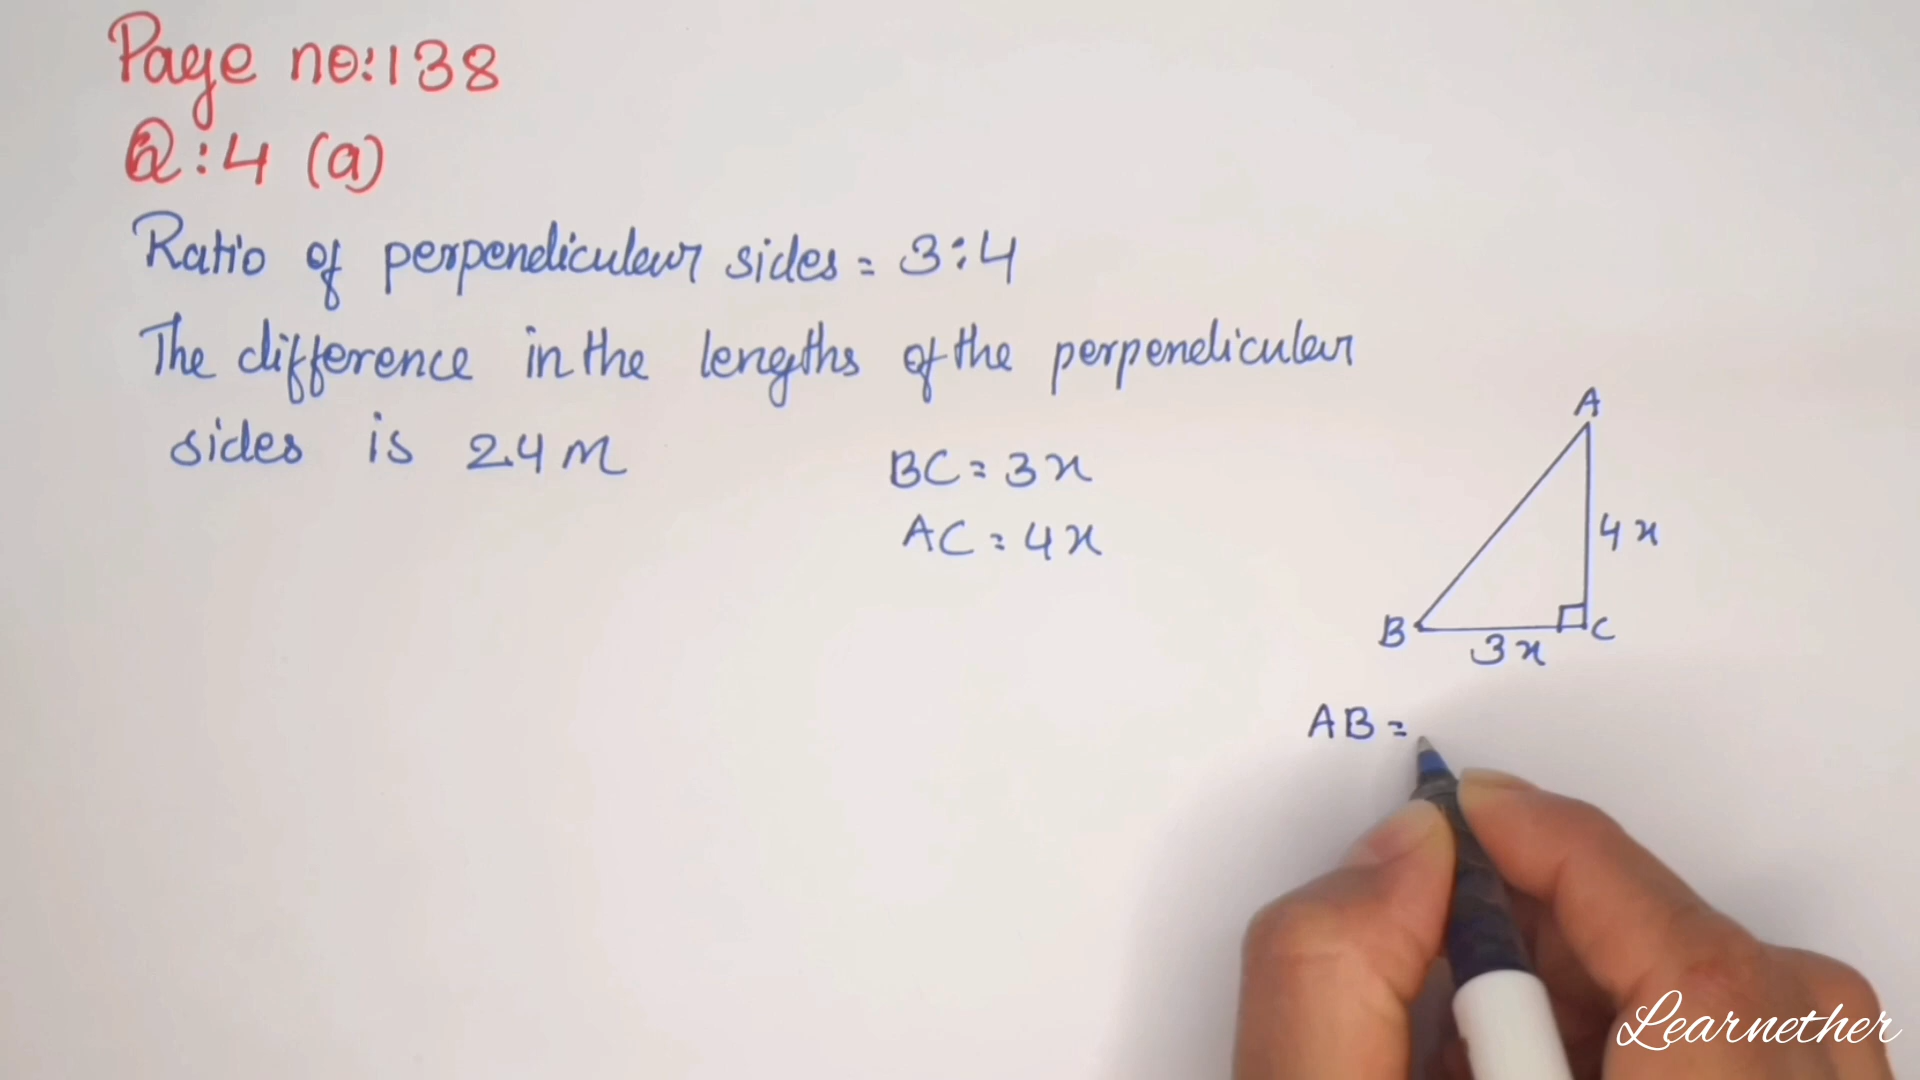 Page no:138
Q:4 (a)
Ratio of perpendicular sides = 3:4
The difference in the lengths of the perpendicular
sides is 24m
BC = 3x
AC = 4x
A
4x
B
C
3x
AB =
Learnether